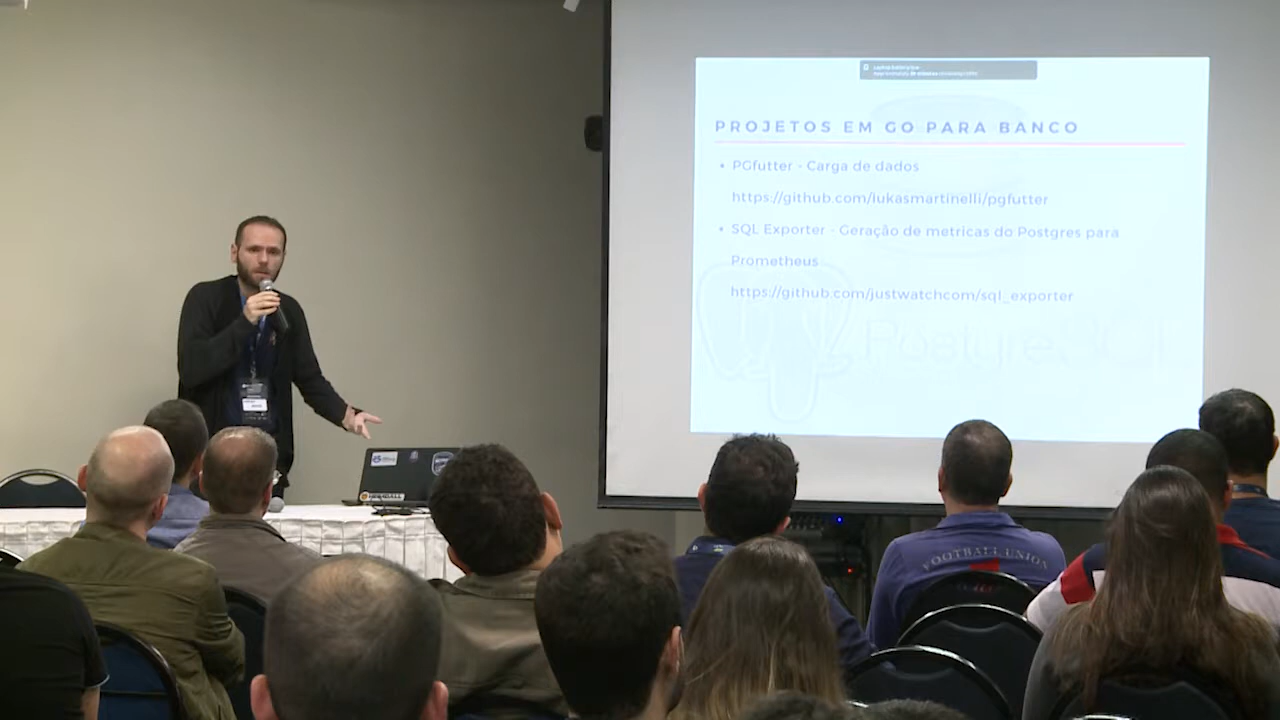 PROJETOS EM GO PARA BANCO
• PGfutter - Carga de dados
https://github.com/lukasmartinelli/pgfutter
• SQL Exporter - Geração de metricas do Postgres para
Prometheus
https://github.com/justwatchcom/sql_exporter
PostgreSQL
FOOTBALL UNION